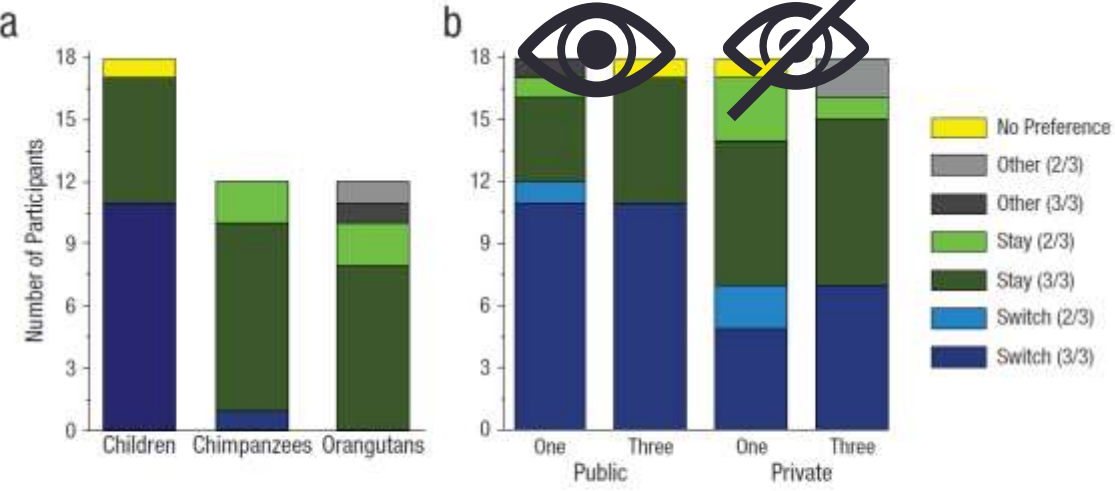 a
18
15
12
9
6
3
0
Number of Participants
Children Chimpanzees Orangutans
b
18
15
12
9
6
3
0
One Three One Three
Public Private
No Preference
Other (2/3)
Other (3/3)
Stay (2/3)
Stay (3/3)
Switch (2/3)
Switch (3/3)